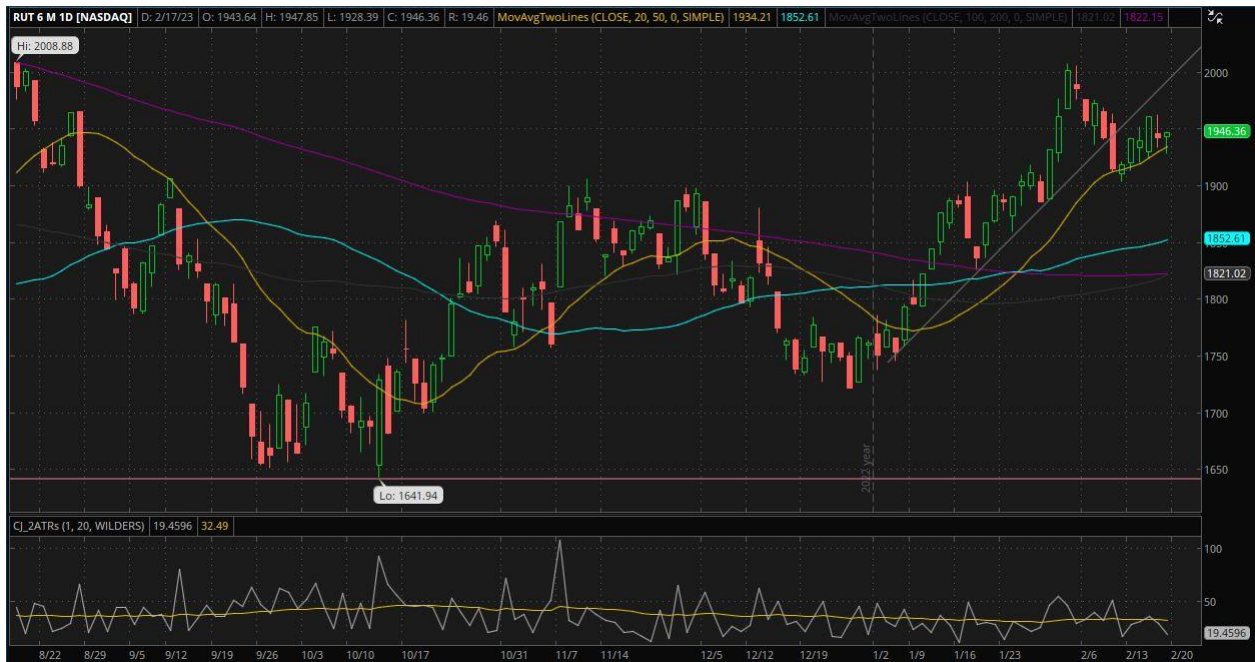 RUT 6 M 1D [NASDAQ] D: 2/17/23 O: 1943.64 H: 1947.85 L: 1928.39 C: 1946.36 R: 19.46 MovAvgTwoLines (CLOSE, 20, 50, 0, SIMPLE) 1934.21 1852.61 MovAvgTwoLines (CLOSE, 100, 200, 0, SIMPLE) 1821.02 1822.15
Hi: 2008.88
2000
1946.36
1900
1852.61
1850
1821.02
1800
1750
1700
1650
2022 year
Lo: 1641.94
CJ_2ATRs (1, 20, WILDERS) 19.4596 32.49
100
50
19.4596
8/22 8/29 9/5 9/12 9/19 9/26 10/3 10/10 10/17 10/31 11/7 11/14 12/5 12/12 12/19 1/2 1/9 1/16 1/23 2/6 2/13 2/20